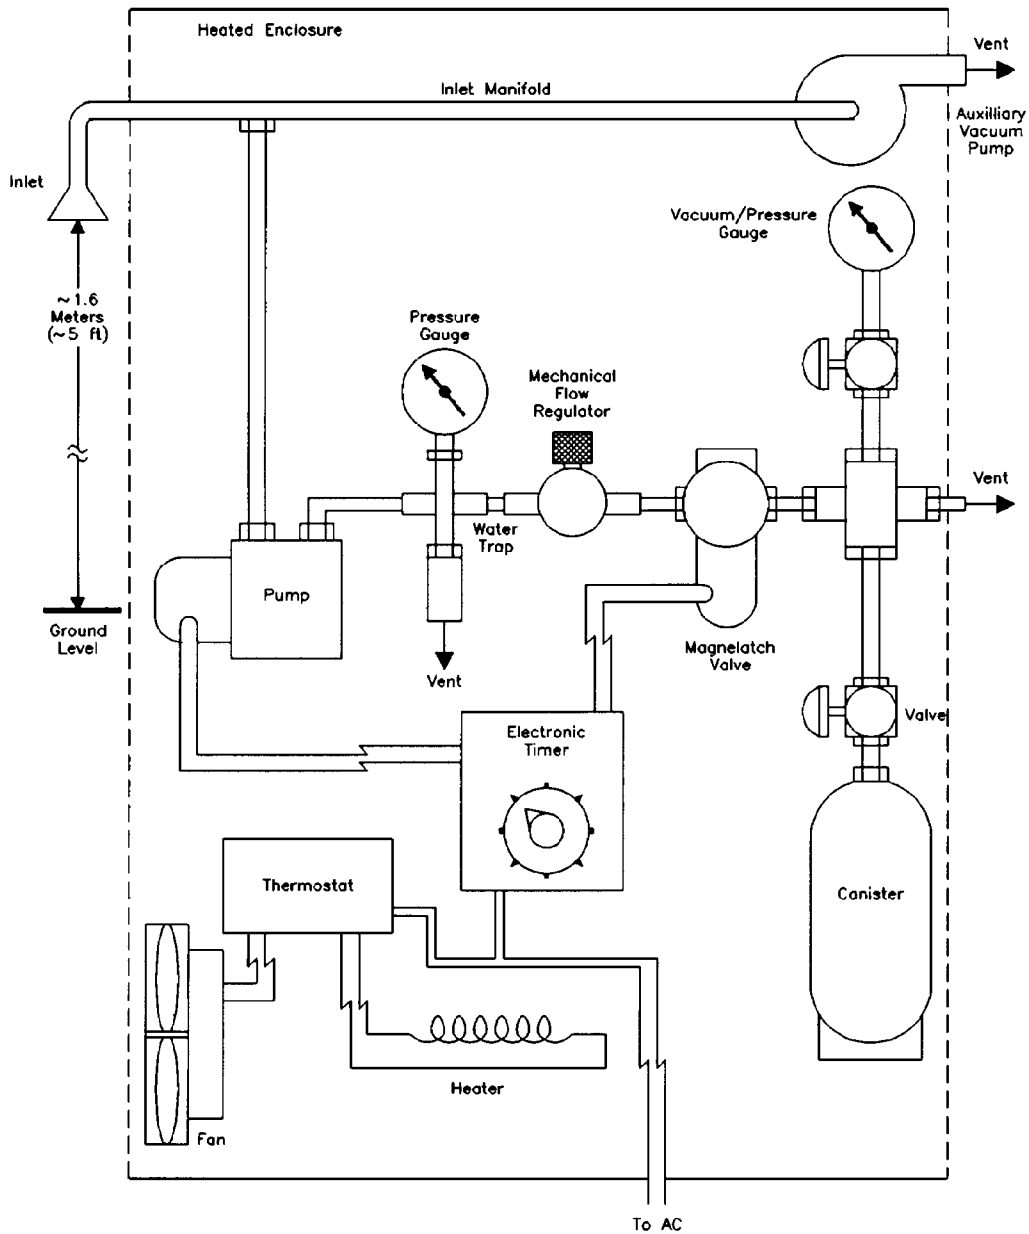 Heated Enclosure
Vent
Inlet Manifold
Auxilliary
Vacuum
Pump
Inlet
Vacuum/Pressure
Gauge
~1.6
Meters
(~5 ft)
Pressure
Gauge
Mechanical
Flow
Regulator
Vent
Water
Trap
Pump
Ground
Level
Magnelatch
Valve
Vent
Valve
Electronic
Timer
Thermostat
Canister
Heater
Fan
To AC